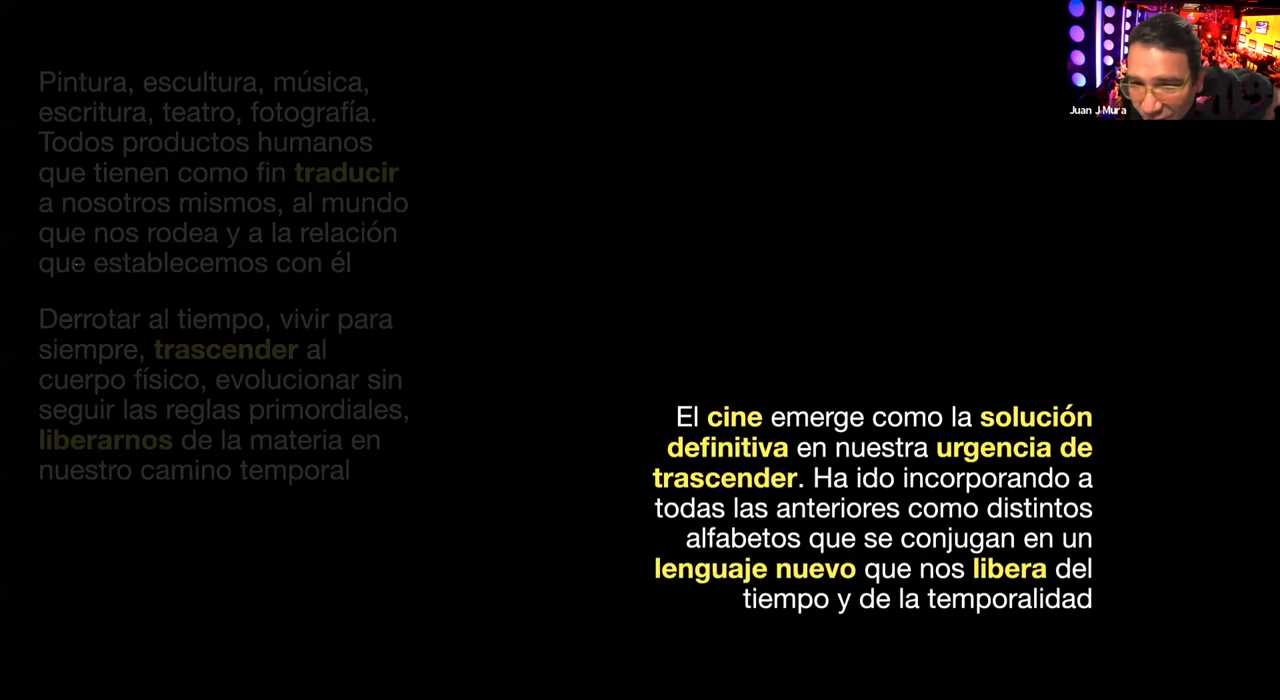 Pintura, escultura, música,
escritura, teatro, fotografía.
Todos productos humanos
que tienen como fin traducir
a nosotros mismos, al mundo
que nos rodea y a la relación
que establecemos con él
Derrotar al tiempo, vivir para
siempre, trascender al
cuerpo físico, evolucionar sin
seguir las reglas primordiales,
liberarnos de la materia en
nuestro camino temporal
El cine emerge como la solución
definitiva en nuestra urgencia de
trascender. Ha ido incorporando a
todas las anteriores como distintos
alfabetos que se conjugan en un
lenguaje nuevo que nos libera del
tiempo y de la temporalidad
Juan J Mura